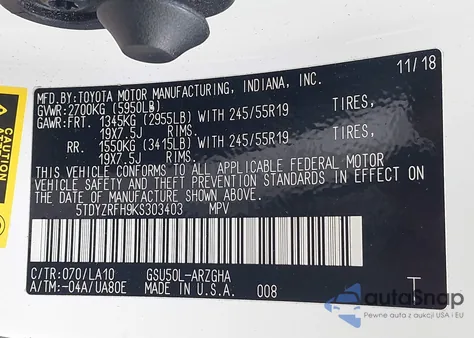 MFD.BY:TOYOTA MOTOR MANUFACTURING, INDIANA, INC. 11/18
GVWR:2700KG (5950LB)
GAWR:FRT. 1345KG (2955LB) WITH 245/55R19 TIRES,
19X7.5J RIMS.
RR. 1550KG (3415LB) WITH 245/55R19 TIRES,
19X7.5J RIMS.
THIS VEHICLE CONFORMS TO ALL APPLICABLE FEDERAL MOTOR
VEHICLE SAFETY AND THEFT PREVENTION STANDARDS IN EFFECT ON
THE DATE OF MANUFACTURE SHOWN ABOVE.
5TDYZRFH9KS303403 MPV
C/TR:070/LA10 GSU50L-ARZGHA
A/TM:-04A/UA80E MADE IN U.S.A. 008 T
CAUTION
autoSnap
Pewne auta z aukcji USA i EU